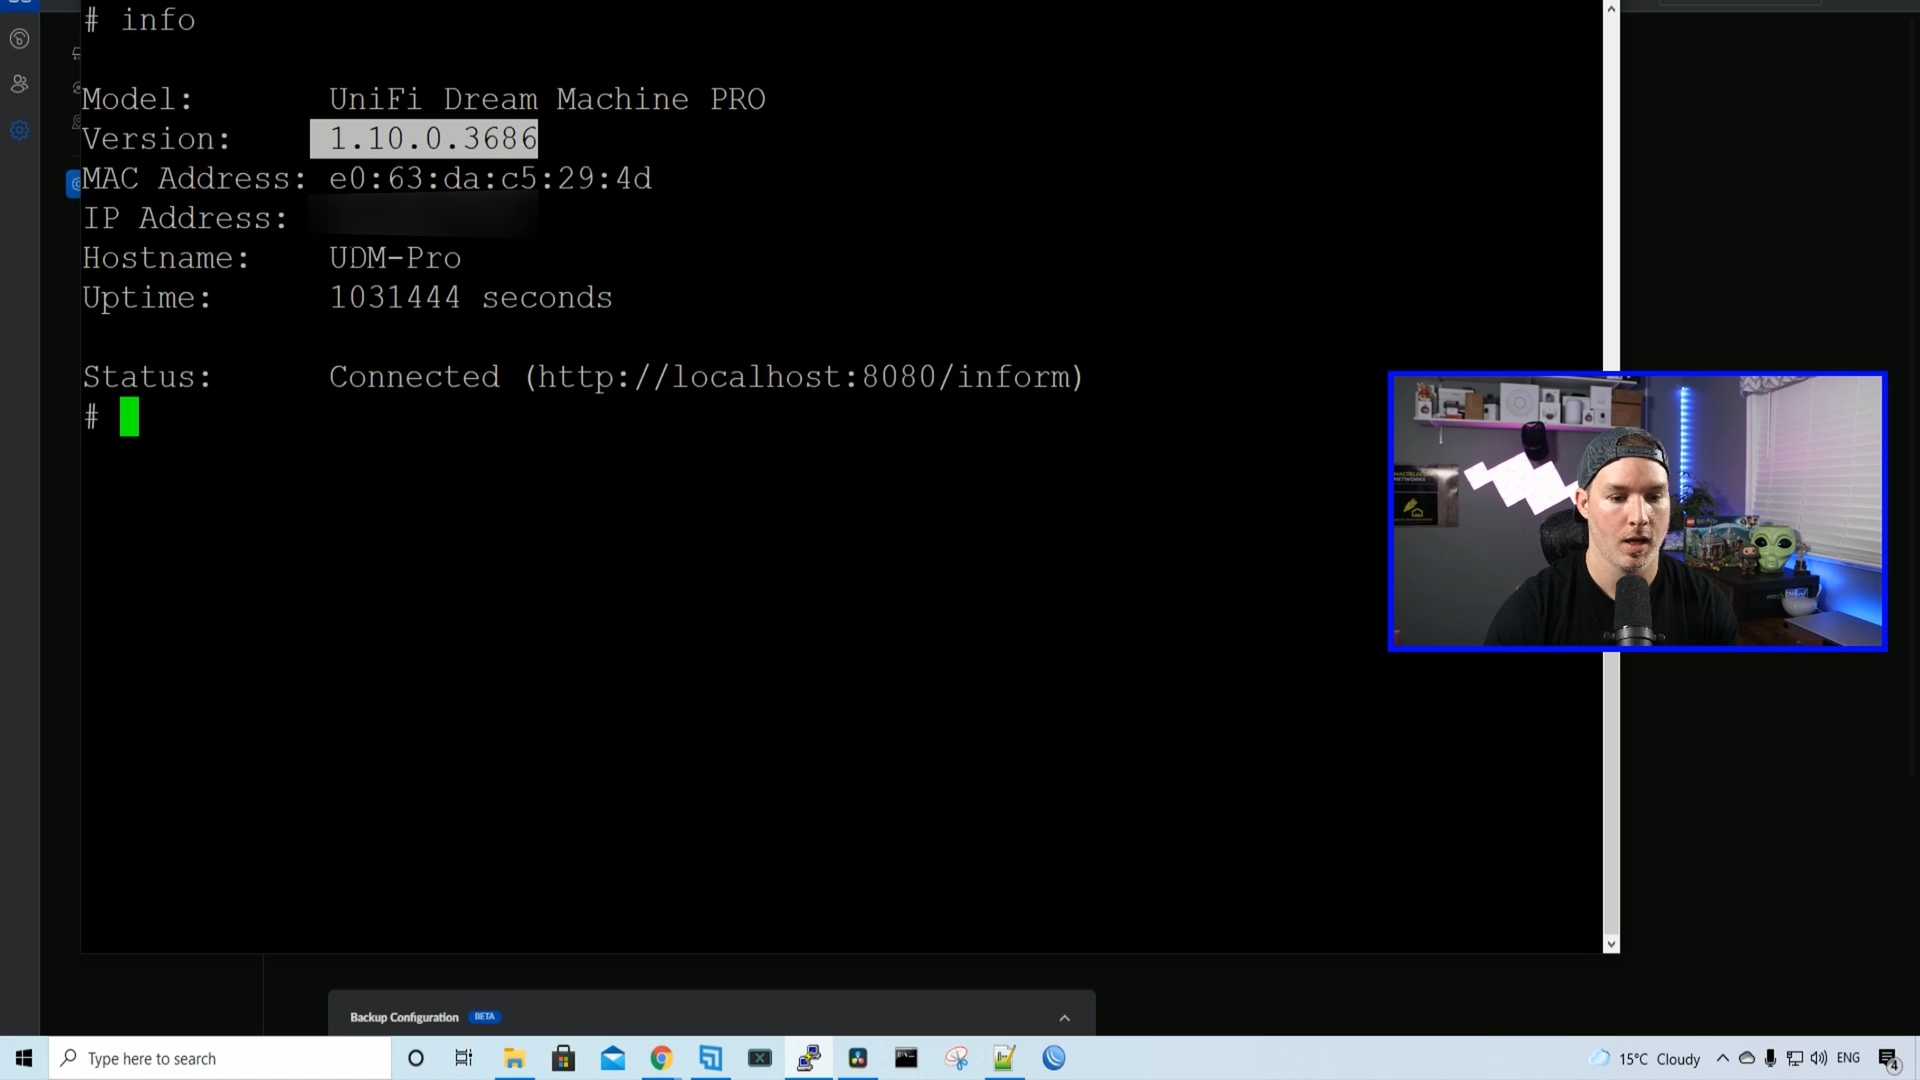 # info
Model: UniFi Dream Machine PRO
Version: 1.10.0.3686
MAC Address: e0:63:da:c5:29:4d
IP Address:
Hostname: UDM-Pro
Uptime: 1031444 seconds
Status: Connected (http://localhost:8080/inform)
#
NETWORKS
Backup Configuration BETA
Type here to search
15°C Cloudy
ENG
4